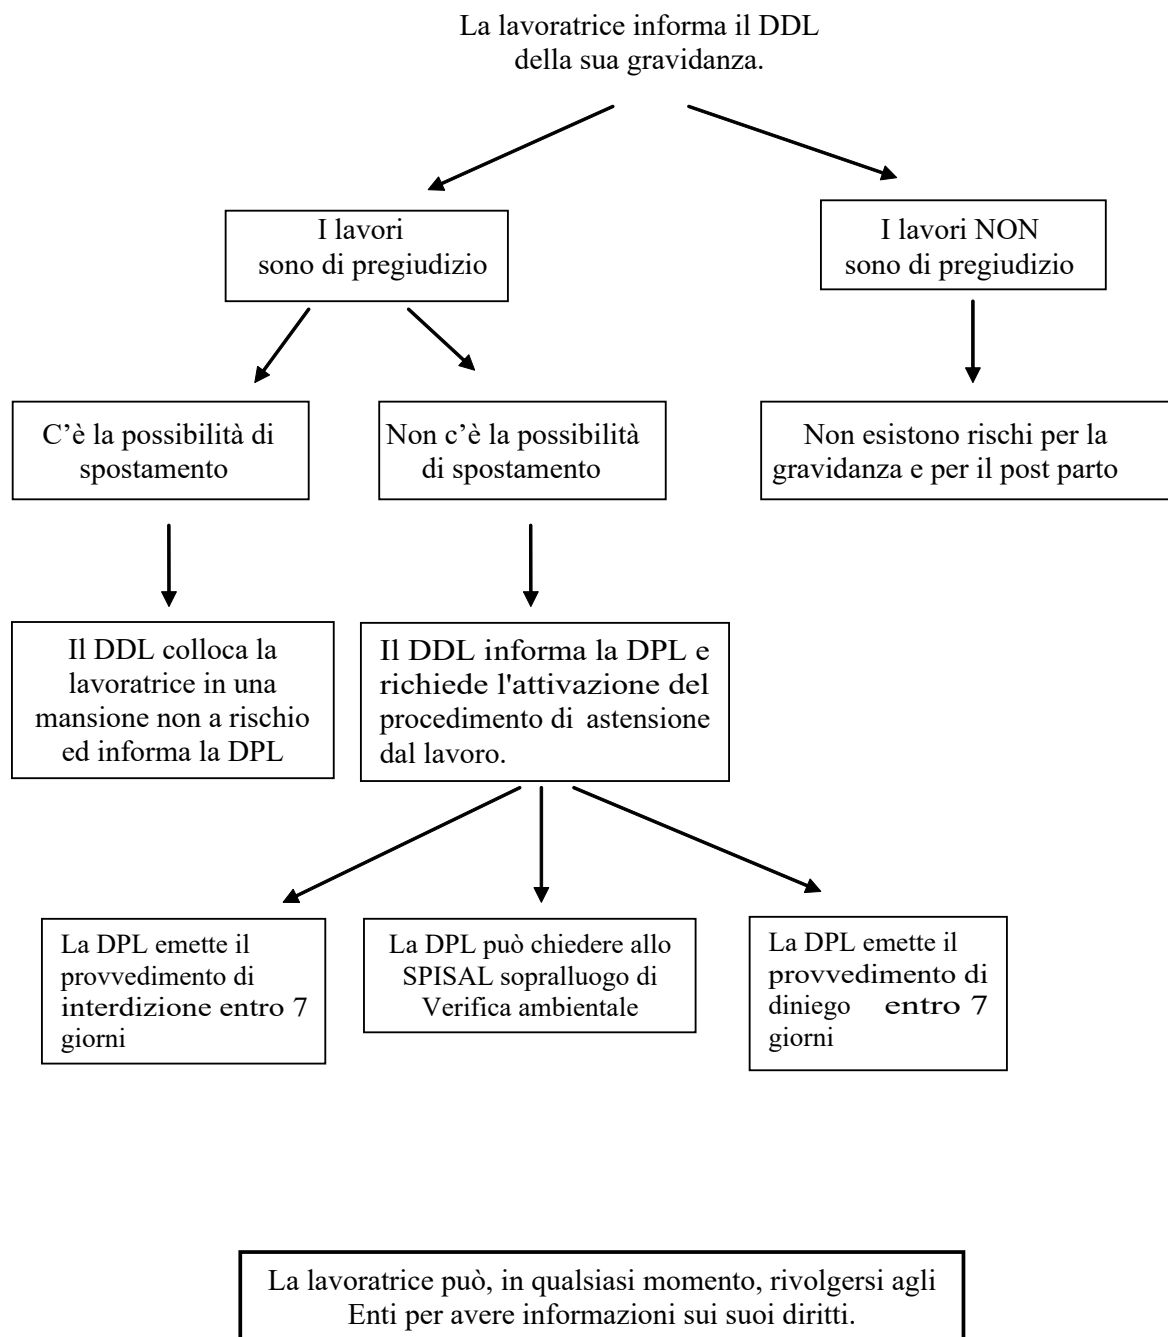 La lavoratrice informa il DDL
della sua gravidanza.
I lavori
sono di pregiudizio
I lavori NON
sono di pregiudizio
C’è la possibilità di
spostamento
Non c’è la possibilità
di spostamento
Non esistono rischi per la
gravidanza e per il post parto
Il DDL colloca la
lavoratrice in una
mansione non a rischio
ed informa la DPL
Il DDL informa la DPL e
richiede l'attivazione del
procedimento di astensione
dal lavoro.
La DPL emette il
provvedimento di
interdizione entro 7
giorni
La DPL può chiedere allo
SPISAL sopralluogo di
Verifica ambientale
La DPL emette il
provvedimento di
diniego entro 7
giorni
La lavoratrice può, in qualsiasi momento, rivolgersi agli
Enti per avere informazioni sui suoi diritti.